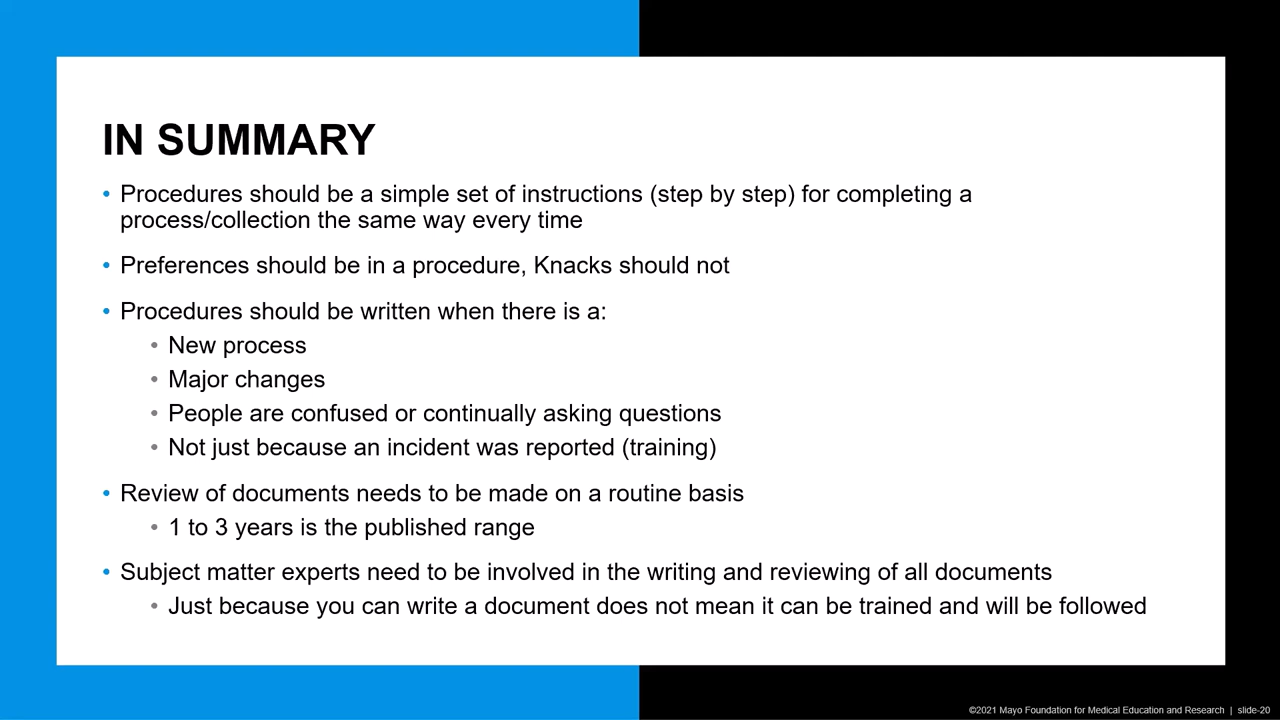 IN SUMMARY
• Procedures should be a simple set of instructions (step by step) for completing a
process/collection the same way every time
• Preferences should be in a procedure, Knacks should not
• Procedures should be written when there is a:
• New process
• Major changes
• People are confused or continually asking questions
• Not just because an incident was reported (training)
• Review of documents needs to be made on a routine basis
• 1 to 3 years is the published range
• Subject matter experts need to be involved in the writing and reviewing of all documents
• Just because you can write a document does not mean it can be trained and will be followed
©2021 Mayo Foundation for Medical Education and Research | slide-20